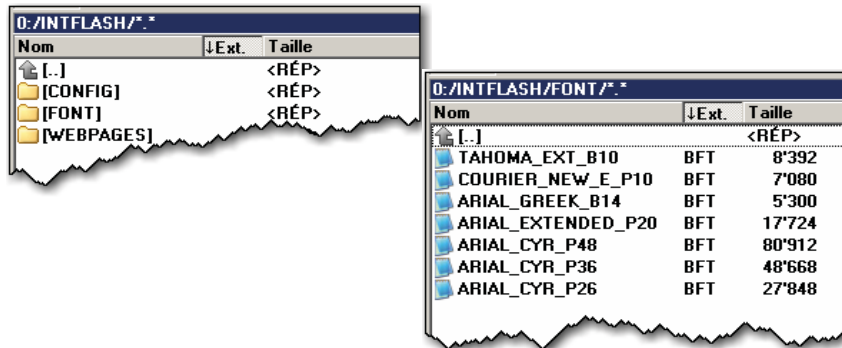 0:/INTFLASH/*.*
Nom ↓Ext. Taille
[..] <RÉP>
[CONFIG] <RÉP>
[FONT] <RÉP>
[WEBPAGES]
0:/INTFLASH/FONT/*.*
Nom ↓Ext. Taille
[..] <RÉP>
TAHOMA_EXT_B10 BFT 8'392
COURIER_NEW_E_P10 BFT 7'080
ARIAL_GREEK_B14 BFT 5'300
ARIAL_EXTENDED_P20 BFT 17'724
ARIAL_CYR_P48 BFT 80'912
ARIAL_CYR_P36 BFT 48'668
ARIAL_CYR_P26 BFT 27'848